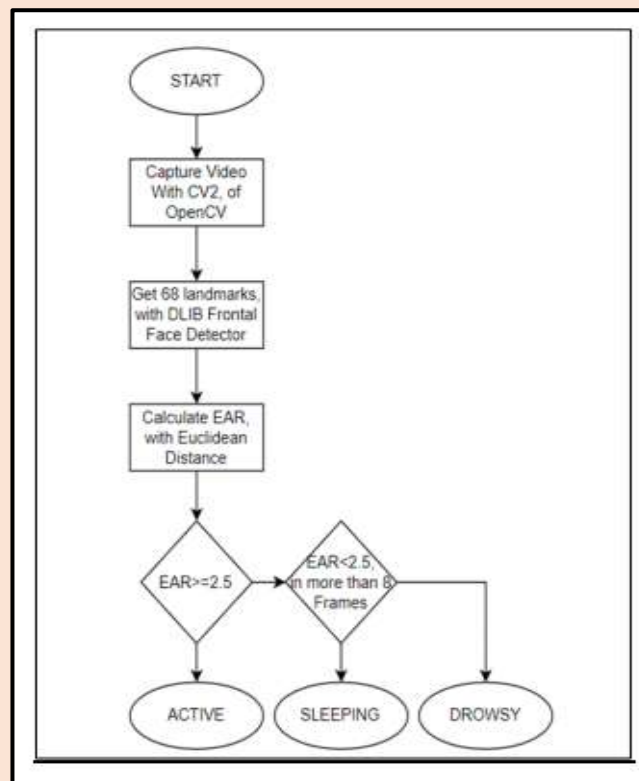 START
Capture Video
With CV2, of
OpenCV
Get 68 landmarks,
with DLIB Frontal
Face Detector
Calculate EAR,
with Euclidean
Distance
EAR>=2.5
EAR<2.5,
in more than 8
Frames
ACTIVE
SLEEPING
DROWSY